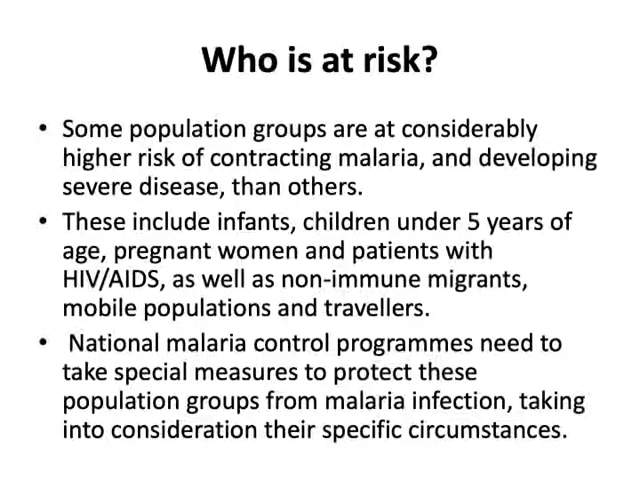 Who is at risk?
• Some population groups are at considerably
higher risk of contracting malaria, and developing
severe disease, than others.
• These include infants, children under 5 years of
age, pregnant women and patients with
HIV/AIDS, as well as non-immune migrants,
mobile populations and travellers.
• National malaria control programmes need to
take special measures to protect these
population groups from malaria infection, taking
into consideration their specific circumstances.